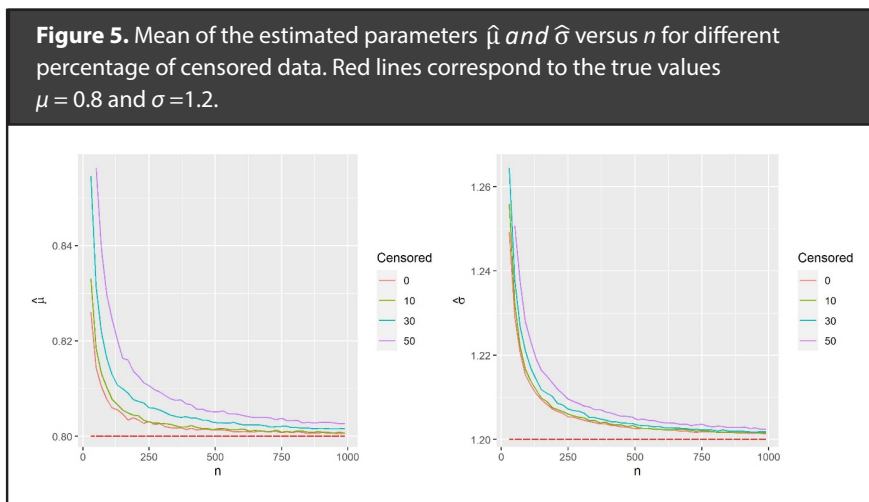 Figure 5. Mean of the estimated parameters μ̂ and σ̂ versus n for different
percentage of censored data. Red lines correspond to the true values
μ = 0.8 and σ =1.2.
0.84
0.82
0.80
μ̂
0
250
500
750
1000
n
Censored
0
10
30
50
1.26
1.24
1.22
1.20
σ̂
0
250
500
750
1000
n
Censored
0
10
30
50